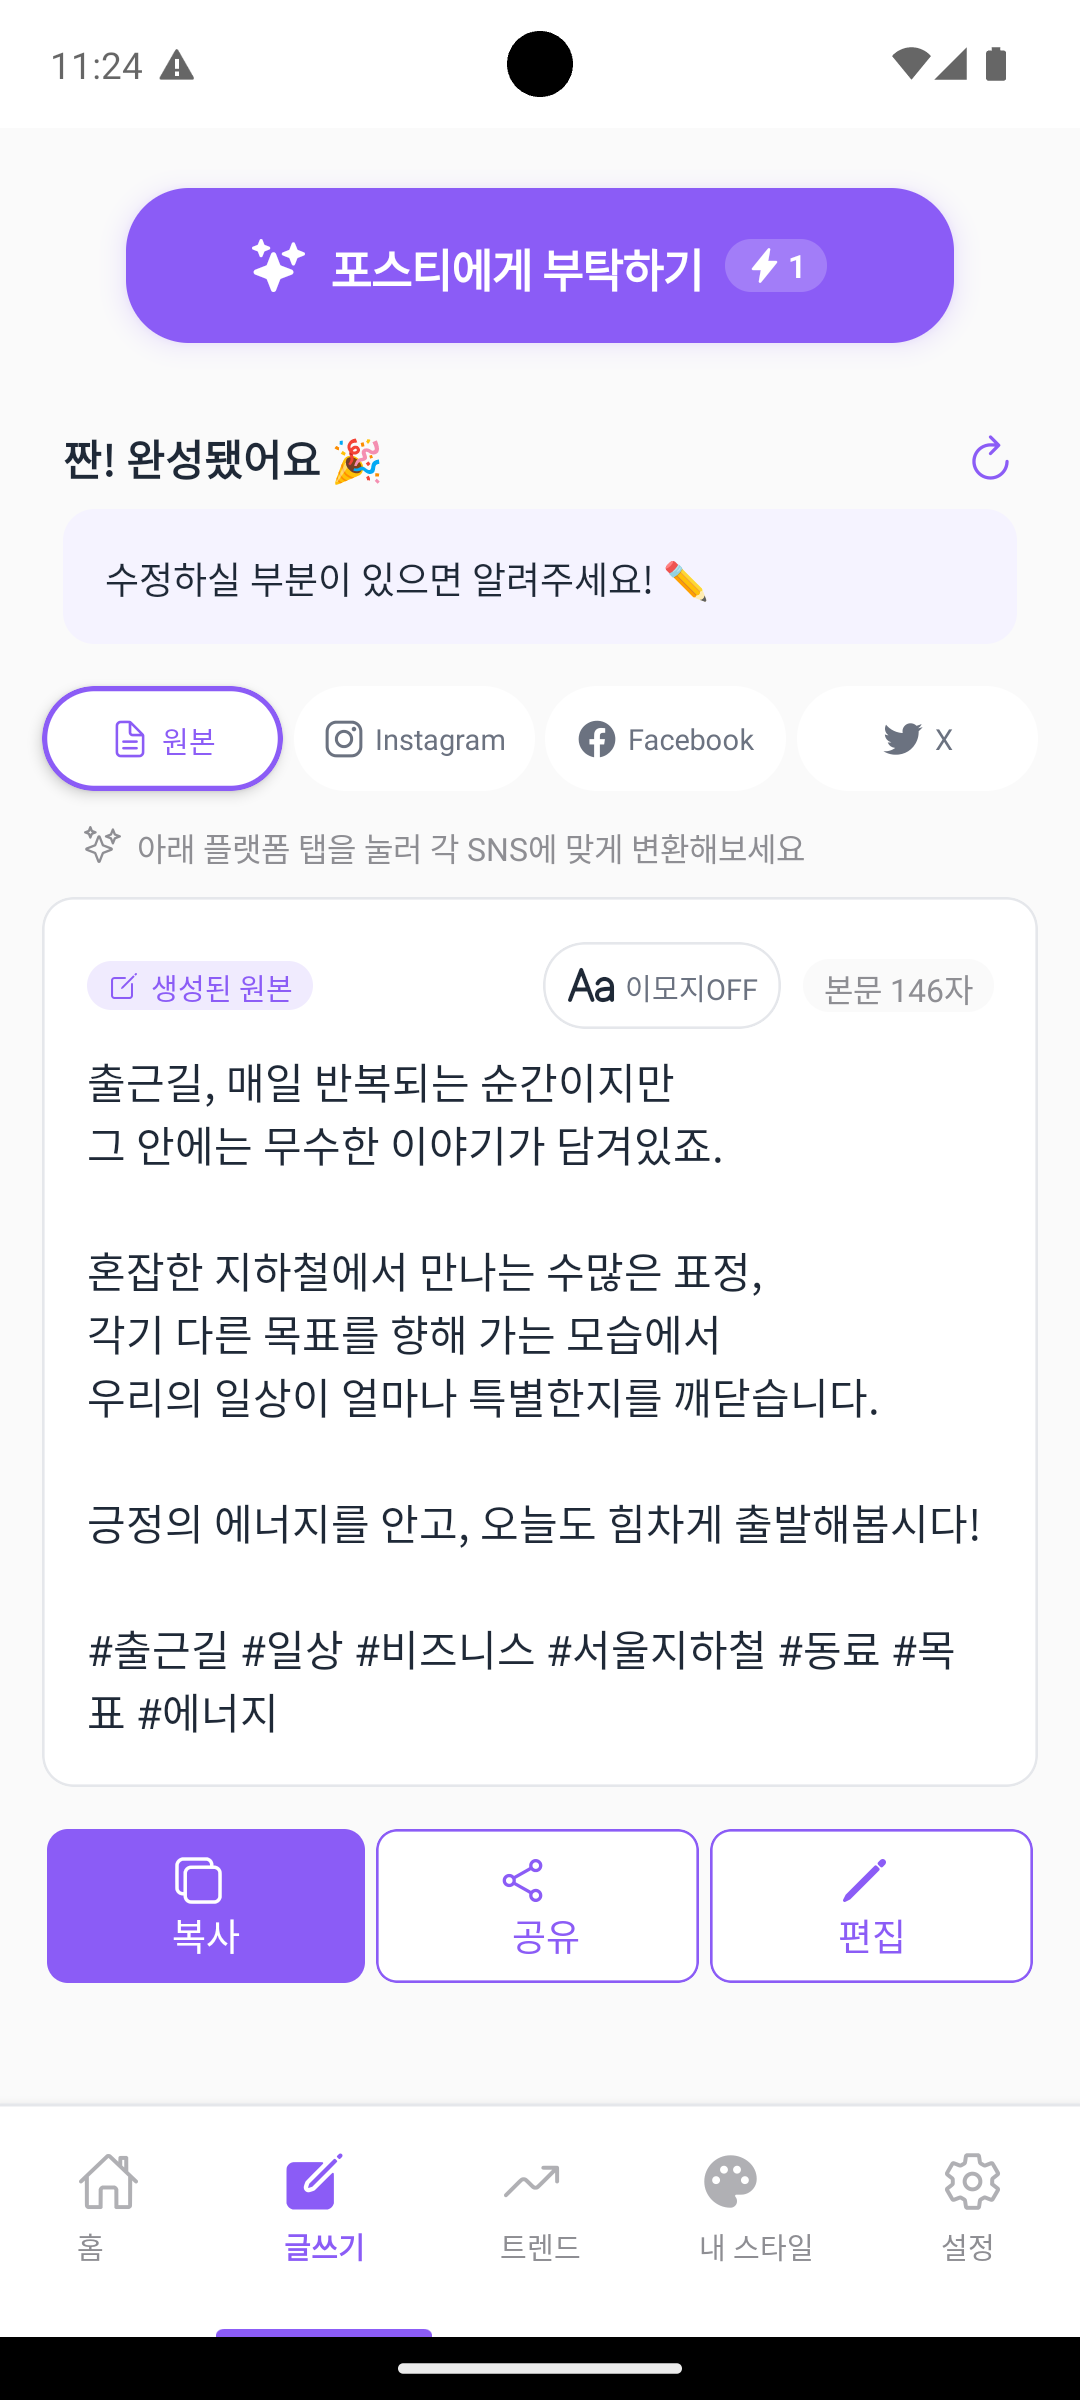 11:24
포스티에게 부탁하기 1
짠! 완성됐어요 🎉
수정하실 부분이 있으면 알려주세요! ✏️
원본 Instagram Facebook X
아래 플랫폼 탭을 눌러 각 SNS에 맞게 변환해보세요
생성된 원본 Aa 이모지OFF 본문 146자
출근길, 매일 반복되는 순간이지만
그 안에는 무수한 이야기가 담겨있죠.
혼잡한 지하철에서 만나는 수많은 표정,
각기 다른 목표를 향해 가는 모습에서
우리의 일상이 얼마나 특별한지를 깨닫습니다.
긍정의 에너지를 안고, 오늘도 힘차게 출발해봅시다!
#출근길 #일상 #비즈니스 #서울지하철 #동료 #목
표 #에너지
복사 공유 편집
홈 글쓰기 트렌드 내 스타일 설정